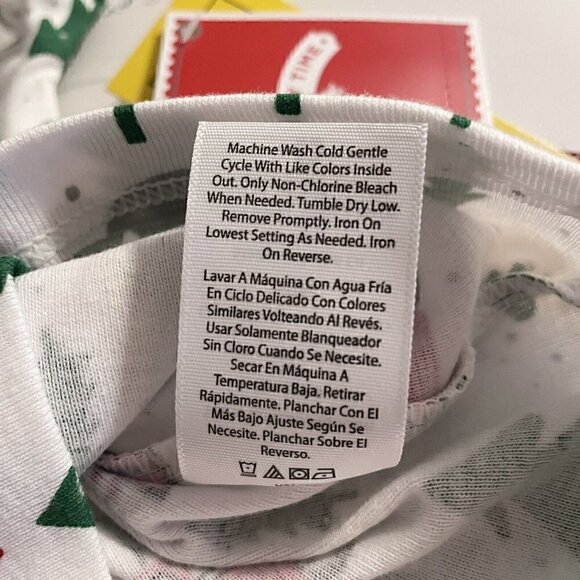 TIME
Machine Wash Cold Gentle
Cycle With Like Colors Inside
Out. Only Non-Chlorine Bleach
When Needed. Tumble Dry Low.
Remove Promptly. Iron On
Lowest Setting As Needed. Iron
On Reverse.
Lavar A Máquina Con Agua Fría
En Ciclo Delicado Con Colores
Similares Volteando Al Revés.
Usar Solamente Blanqueador
Sin Cloro Cuando Se Necesite.
Secar En Máquina A
Temperatura Baja. Retirar
Rápidamente. Planchar Con El
Más Bajo Ajuste Según Se
Necesite. Planchar Sobre El
Reverso.